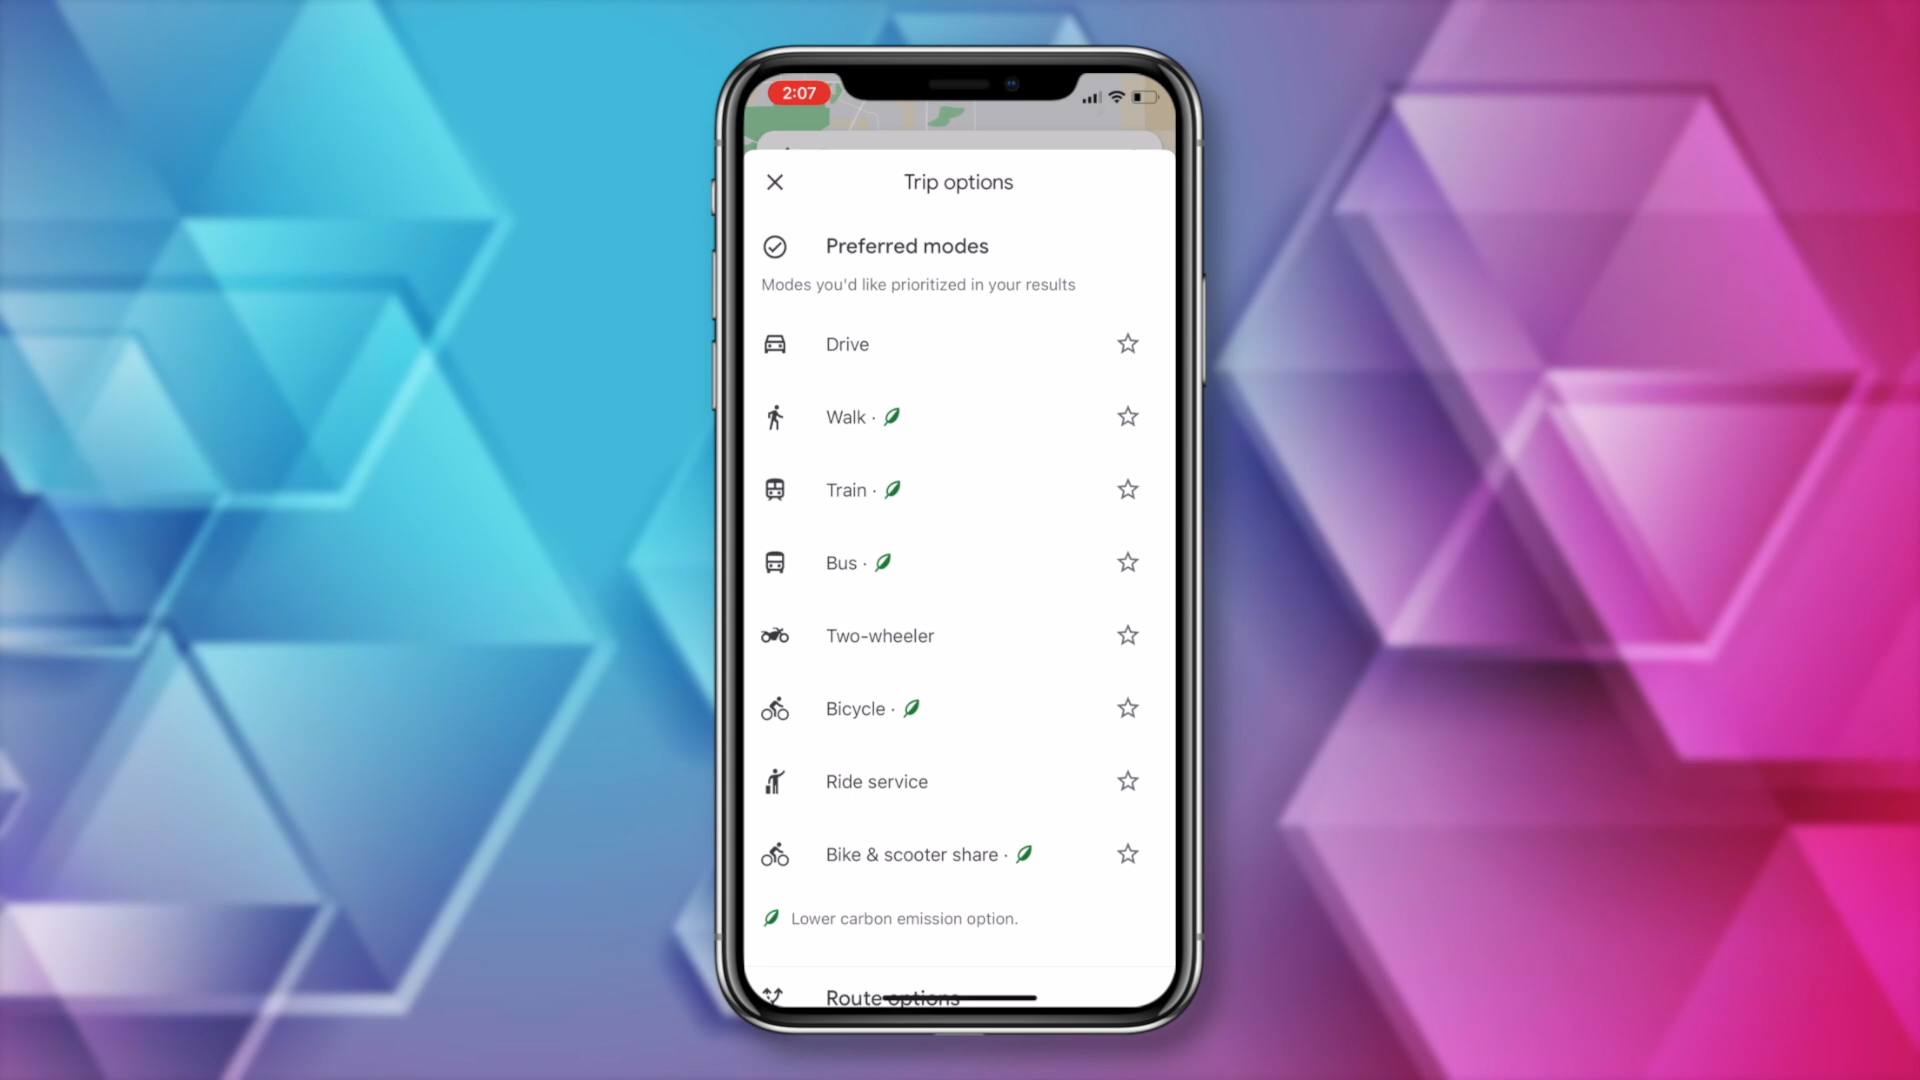 2:07
Trip options
Preferred modes
Modes you'd like prioritized in your results
Drive
Walk ·
Train ·
Bus ·
Two-wheeler
Bicycle ·
Ride service
Bike & scooter share ·
Lower carbon emission option.
Route options